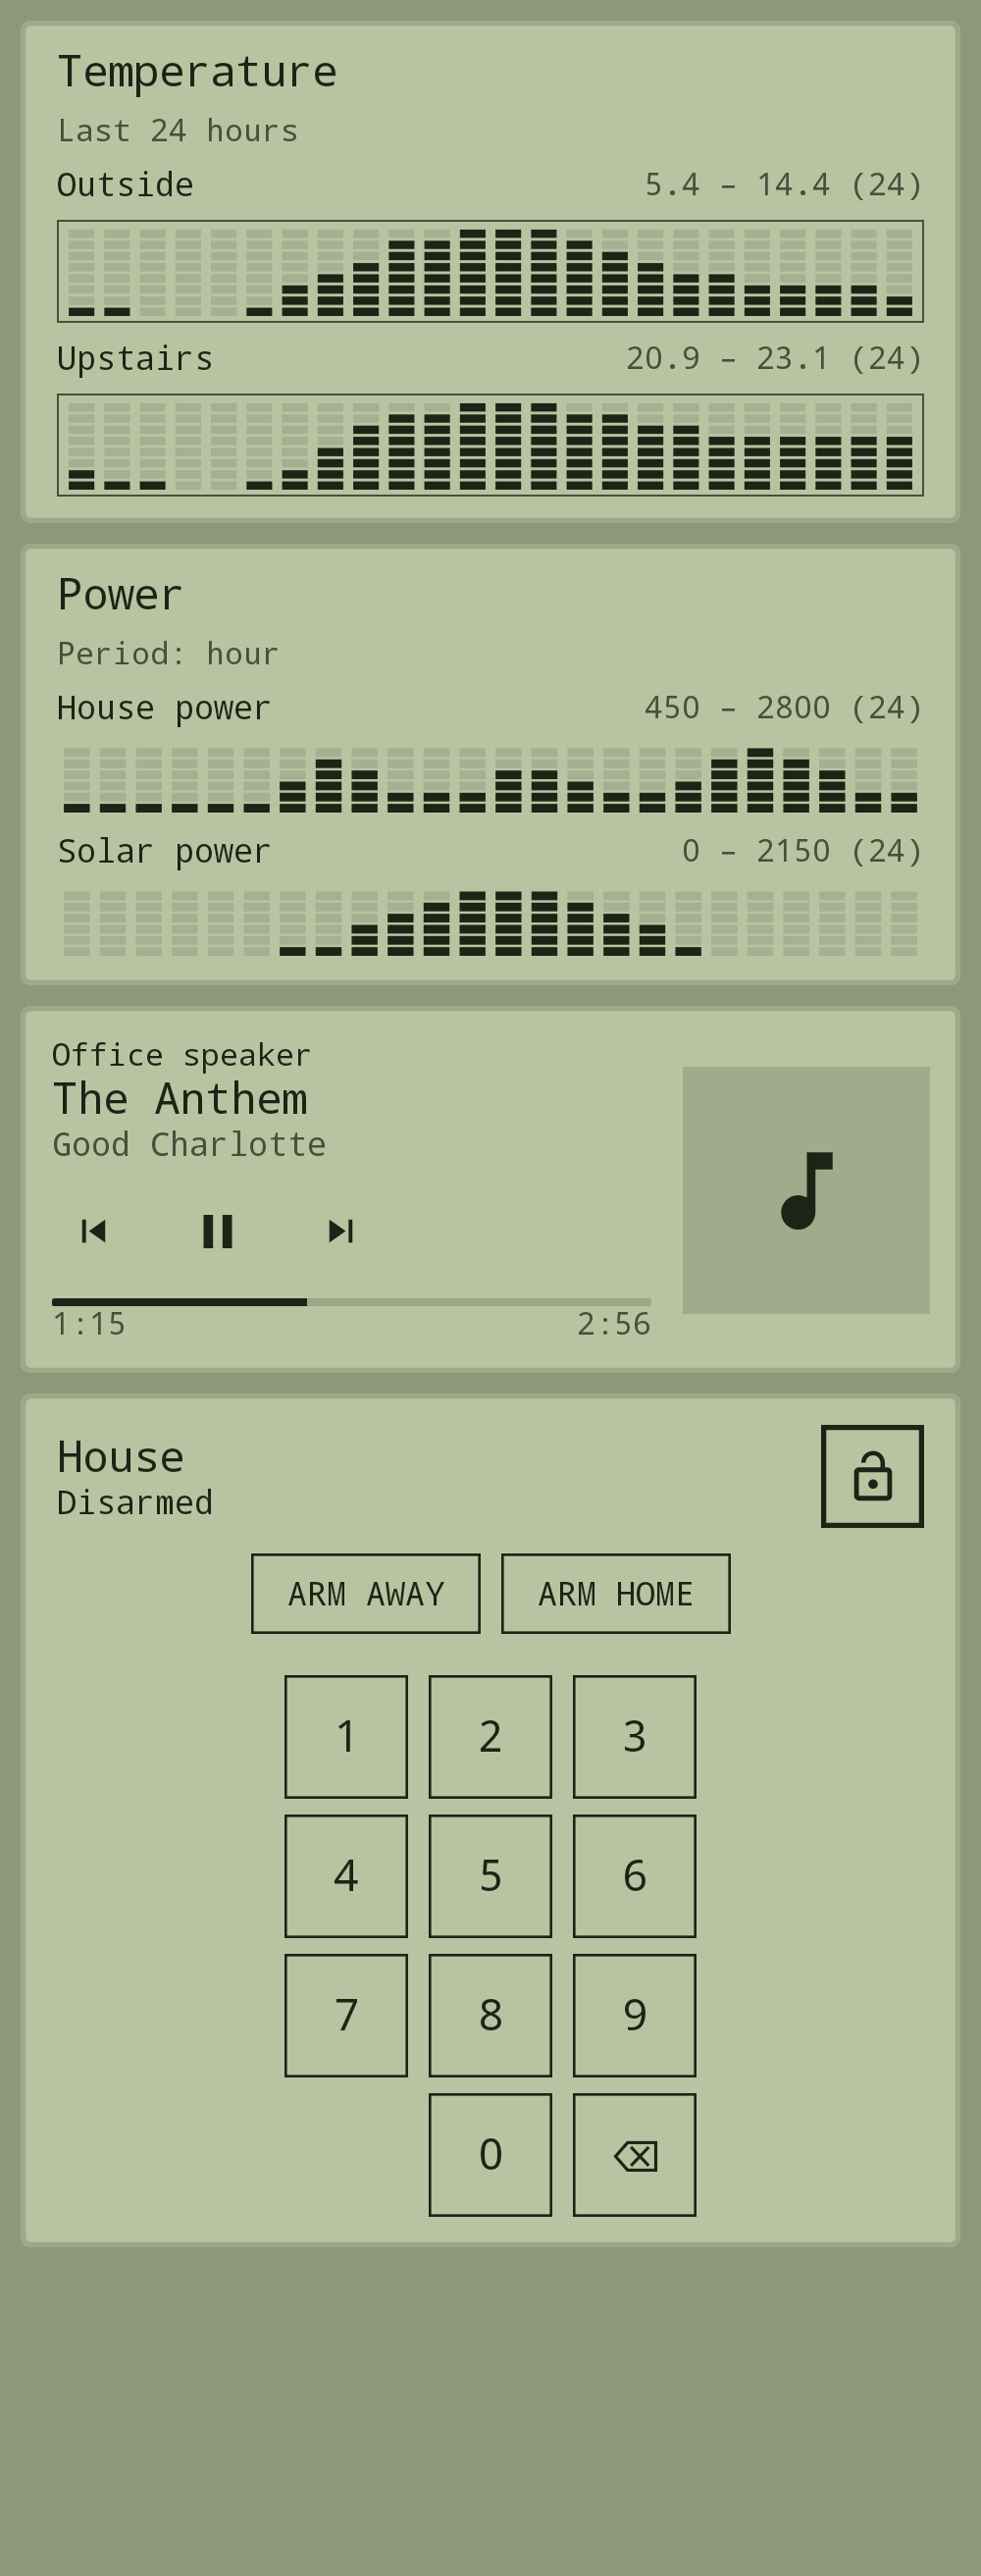 Temperature
Last 24 hours
Outside 5.4 – 14.4 (24)
Upstairs 20.9 – 23.1 (24)
Power
Period: hour
House power 450 – 2800 (24)
Solar power 0 – 2150 (24)
Office speaker
The Anthem
Good Charlotte
1:15 2:56
House
Disarmed
ARM AWAY ARM HOME
1 2 3
4 5 6
7 8 9
0